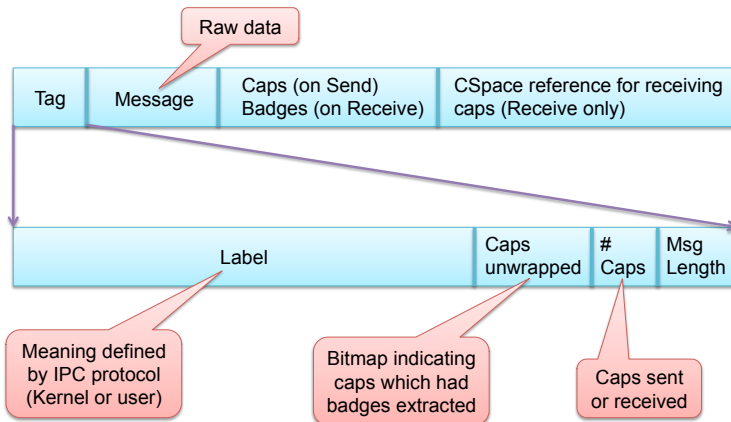 Raw data
Tag
Message
Caps (on Send)
Badges (on Receive)
CSpace reference for receiving
caps (Receive only)
Label
Caps
unwrapped
#
Caps
Msg
Length
Meaning defined
by IPC protocol
(Kernel or user)
Bitmap indicating
caps which had
badges extracted
Caps sent
or received